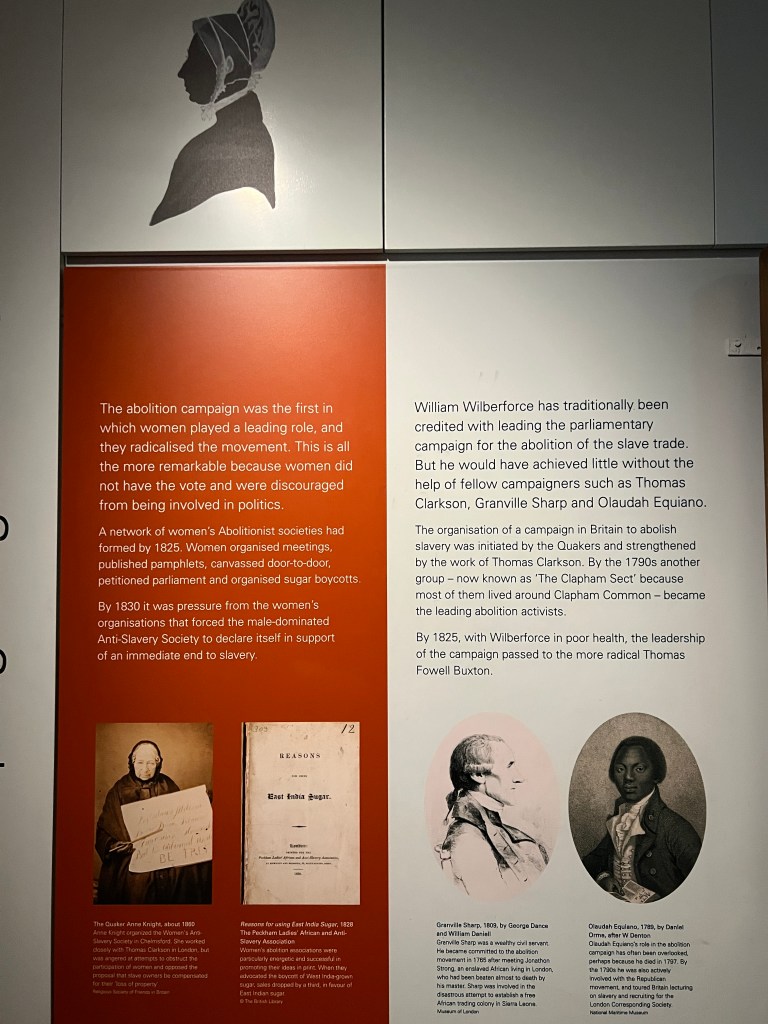 The abolition campaign was the first in
which women played a leading role, and
they radicalised the movement. This is all
the more remarkable because women did
not have the vote and were discouraged
from being involved in politics.
A network of women's Abolitionist societies had
formed by 1825. Women organised meetings,
published pamphlets, canvassed door-to-door,
petitioned parliament and organised sugar boycotts.
By 1830 it was pressure from the women's
organisations that forced the male-dominated
Anti-Slavery Society to declare itself in support
of an immediate end to slavery.
BE FREE
12
REASONS
East India Sugar.
London:
The Quaker Anne Knight, about 1860
Anne Knight organized the Women's Anti-
Slavery Society in Chelmsford. She worked
closely with Thomas Clarkson in London, but
was angered at attempts to obstruct the
participation of women and opposed the
proposal that slave owners be compensated
for their 'loss of property'
Religious Society of Friends in Britain
Reasons for using East India Sugar, 1828
The Peckham Ladies' African and Anti-
Slavery Association
Women's abolition associations were
particularly energetic and successful in
promoting their ideas in print. When they
advocated the boycott of West India-grown
sugar, sales dropped by a third, in favour of
East Indian sugar
© The British Library
William Wilberforce has traditionally been
credited with leading the parliamentary
campaign for the abolition of the slave trade.
But he would have achieved little without the
help of fellow campaigners such as Thomas
Clarkson, Granville Sharp and Olaudah Equiano.
The organisation of a campaign in Britain to abolish
slavery was initiated by the Quakers and strengthened
by the work of Thomas Clarkson. By the 1790s another
group – now known as 'The Clapham Sect' because
most of them lived around Clapham Common – became
the leading abolition activists.
By 1825, with Wilberforce in poor health, the leadership
of the campaign passed to the more radical Thomas
Fowell Buxton.
Granville Sharp, 1809, by George Dance
and William Daniell
Granville Sharp was a wealthy civil servant.
He became committed to the abolition
movement in 1765 after meeting Jonathon
Strong, an enslaved African living in London,
who had been beaten almost to death by
his master. Sharp was involved in the
disastrous attempt to establish a free
African trading colony in Sierra Leone.
Museum of London
Olaudah Equiano, 1789, by Daniel
Orme, after W Denton
Olaudah Equiano's role in the abolition
campaign has often been overlooked,
perhaps because he died in 1797. By
the 1790s he was also actively
involved with the Republican
movement, and toured Britain lecturing
on slavery and recruiting for the
London Corresponding Society.
National Maritime Museum